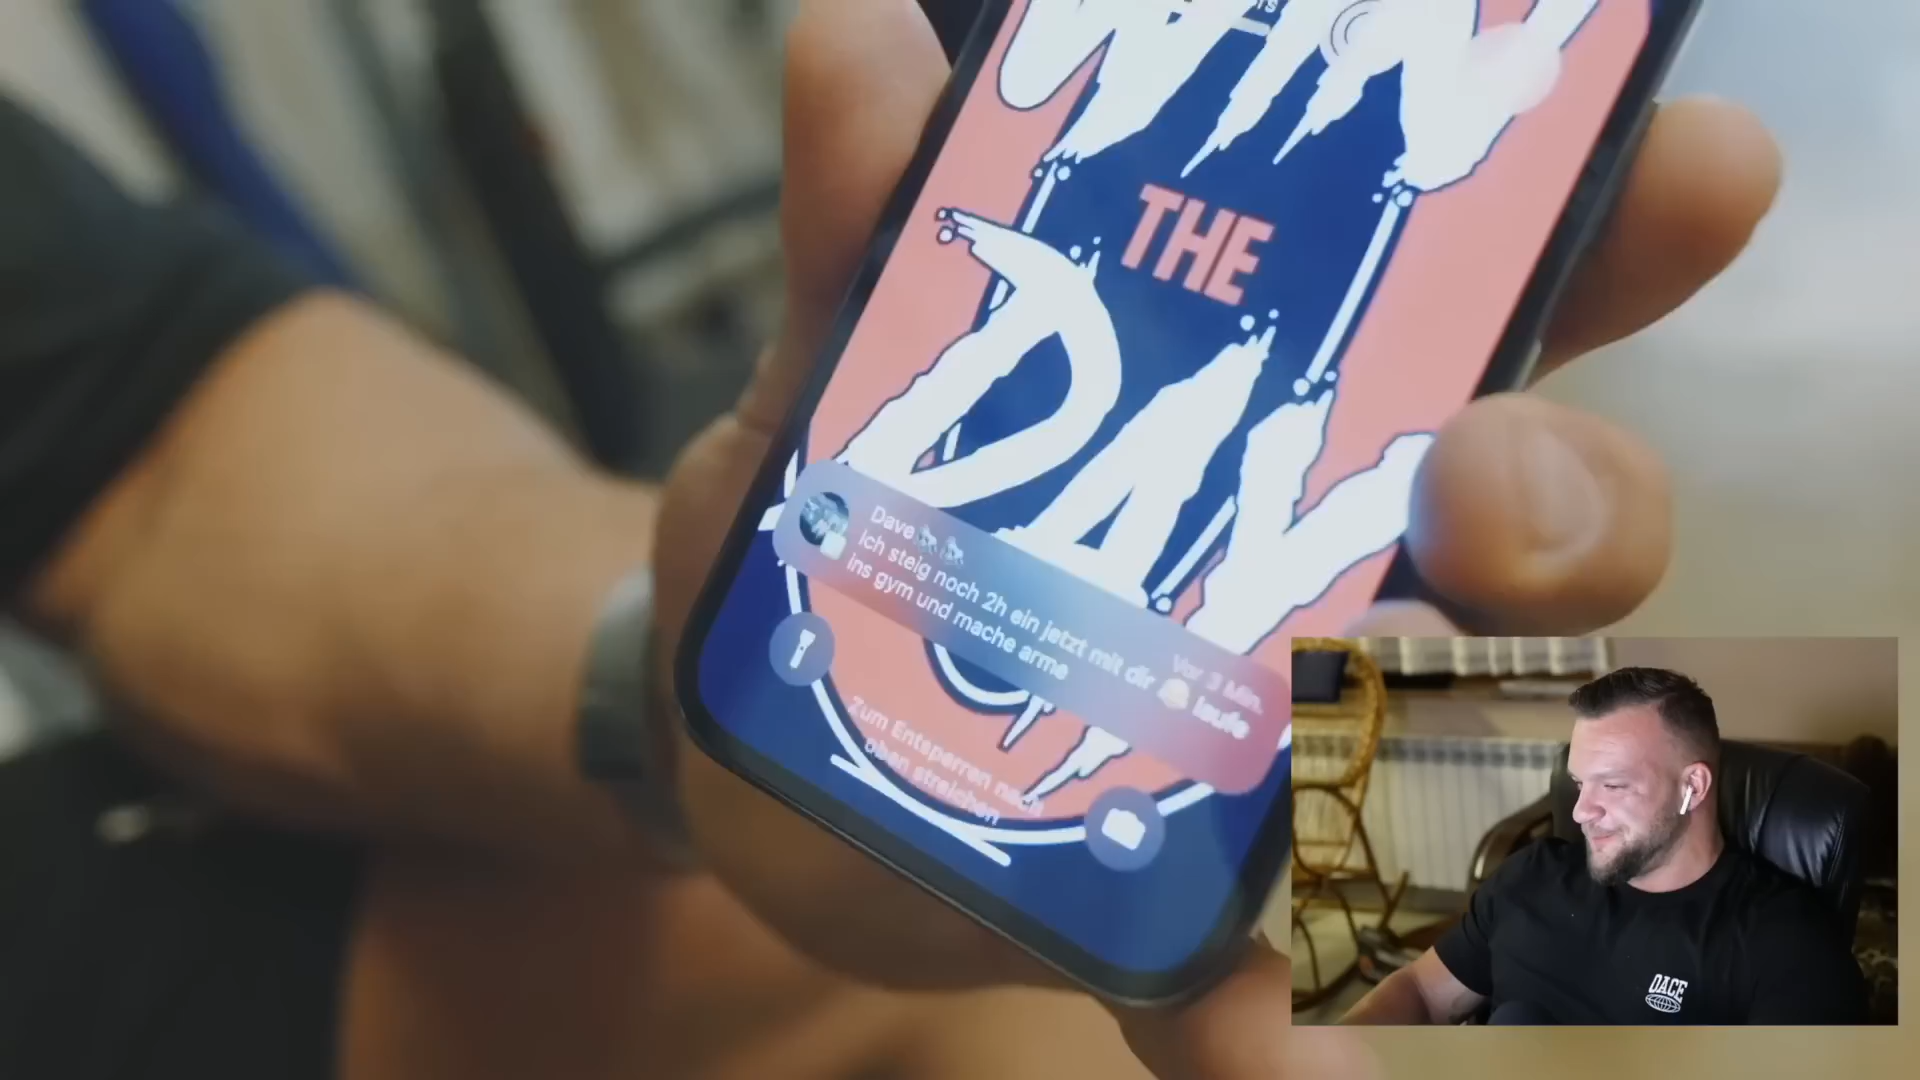 WIN
THE
DAY
Dave
Vor 3 Min.
Ich steig noch 2h ein jetzt mit dir laufe
ins gym und mache arme
Zum Entsperren nach
oben streichen
DACE